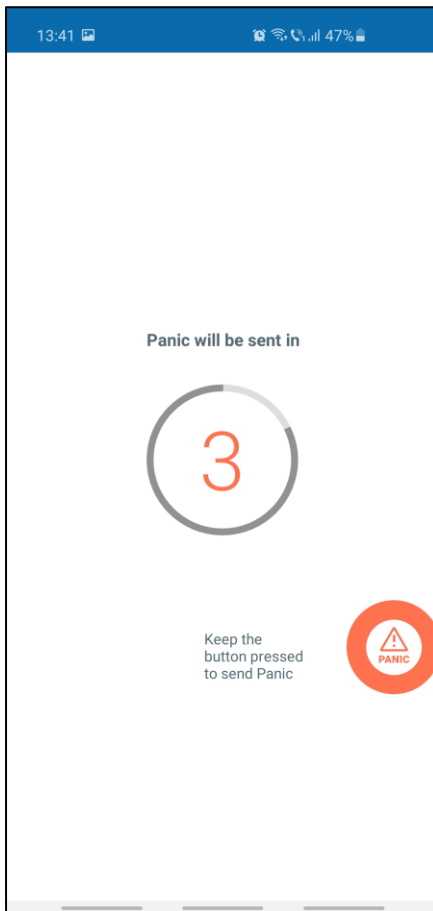 13:41 47%
Panic will be sent in
3
Keep the
button pressed
to send Panic
PANIC